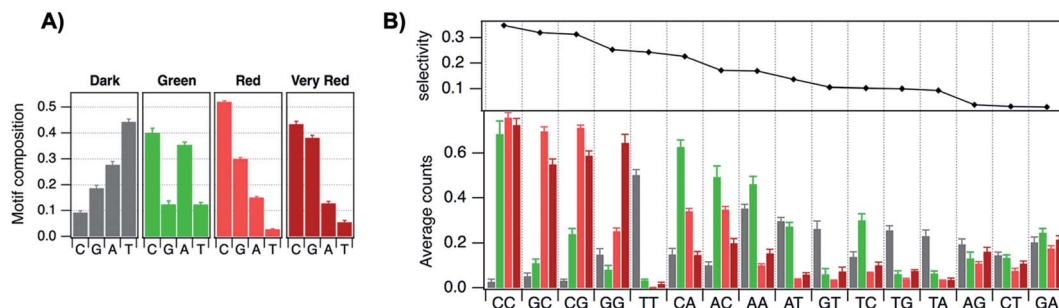 A)
Dark Green Red Very Red
Motif composition
0.5
0.4
0.3
0.2
0.1
0.0
C G A T C G A T C G A T C G A T
B)
selectivity
0.3
0.2
0.1
Average counts
0.6
0.4
0.2
0.0
CC GC CG GG TT CA AC AA AT GT TC TG TA AG CT GA